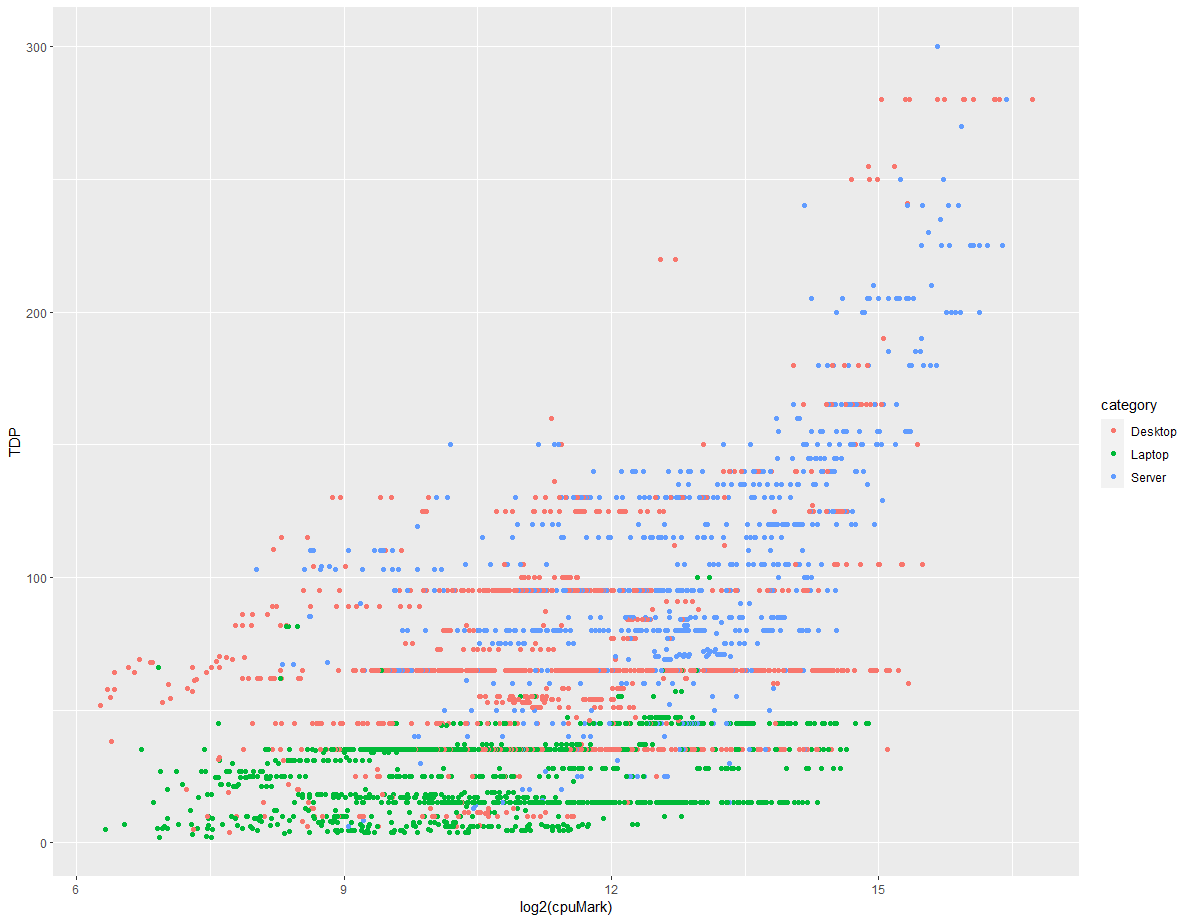 300
200
100
0
TDP
6
9
12
15
log2(cpuMark)
category
Desktop
Laptop
Server